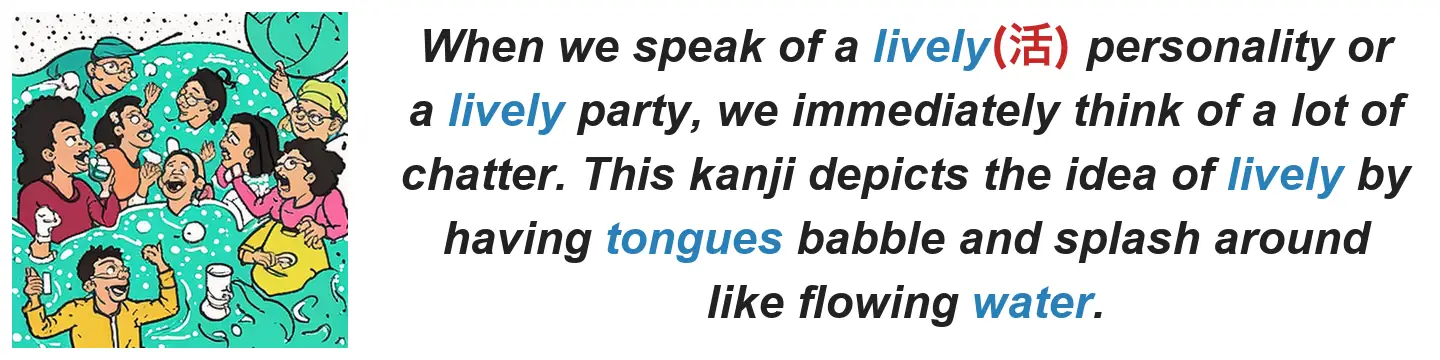 When we speak of a lively(活) personality or
a lively party, we immediately think of a lot of
chatter. This kanji depicts the idea of lively by
having tongues babble and splash around
like flowing water.